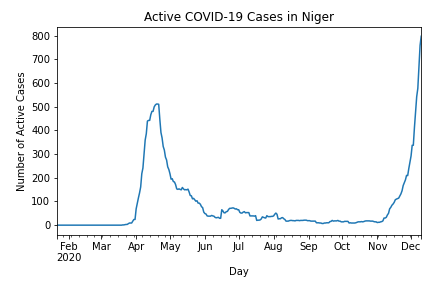 Active COVID-19 Cases in Niger
Number of Active Cases
800
700
600
500
400
300
200
100
0
Feb Mar Apr May Jun Jul Aug Sep Oct Nov Dec
2020
Day